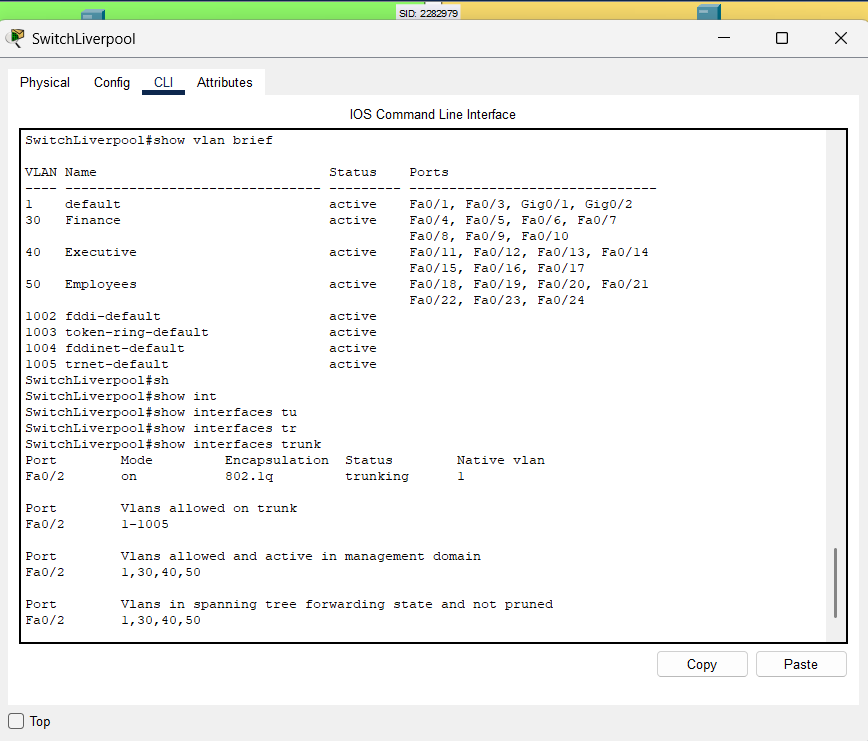 SID: 2282979
SwitchLiverpool
Physical Config CLI Attributes
IOS Command Line Interface
SwitchLiverpool#show vlan brief
VLAN Name                             Status    Ports
---- -------------------------------- --------- -------------------------------
1    default                          active    Fa0/1, Fa0/3, Gig0/1, Gig0/2
30   Finance                          active    Fa0/4, Fa0/5, Fa0/6, Fa0/7
                                                Fa0/8, Fa0/9, Fa0/10
40   Executive                        active    Fa0/11, Fa0/12, Fa0/13, Fa0/14
                                                Fa0/15, Fa0/16, Fa0/17
50   Employees                        active    Fa0/18, Fa0/19, Fa0/20, Fa0/21
                                                Fa0/22, Fa0/23, Fa0/24
1002 fddi-default                     active
1003 token-ring-default               active
1004 fddinet-default                  active
1005 trnet-default                    active
SwitchLiverpool#sh
SwitchLiverpool#show int
SwitchLiverpool#show interfaces tu
SwitchLiverpool#show interfaces tr
SwitchLiverpool#show interfaces trunk
Port        Mode         Encapsulation  Status        Native vlan
Fa0/2       on           802.1q         trunking      1
Port        Vlans allowed on trunk
Fa0/2       1-1005
Port        Vlans allowed and active in management domain
Fa0/2       1,30,40,50
Port        Vlans in spanning tree forwarding state and not pruned
Fa0/2       1,30,40,50
Copy Paste
Top